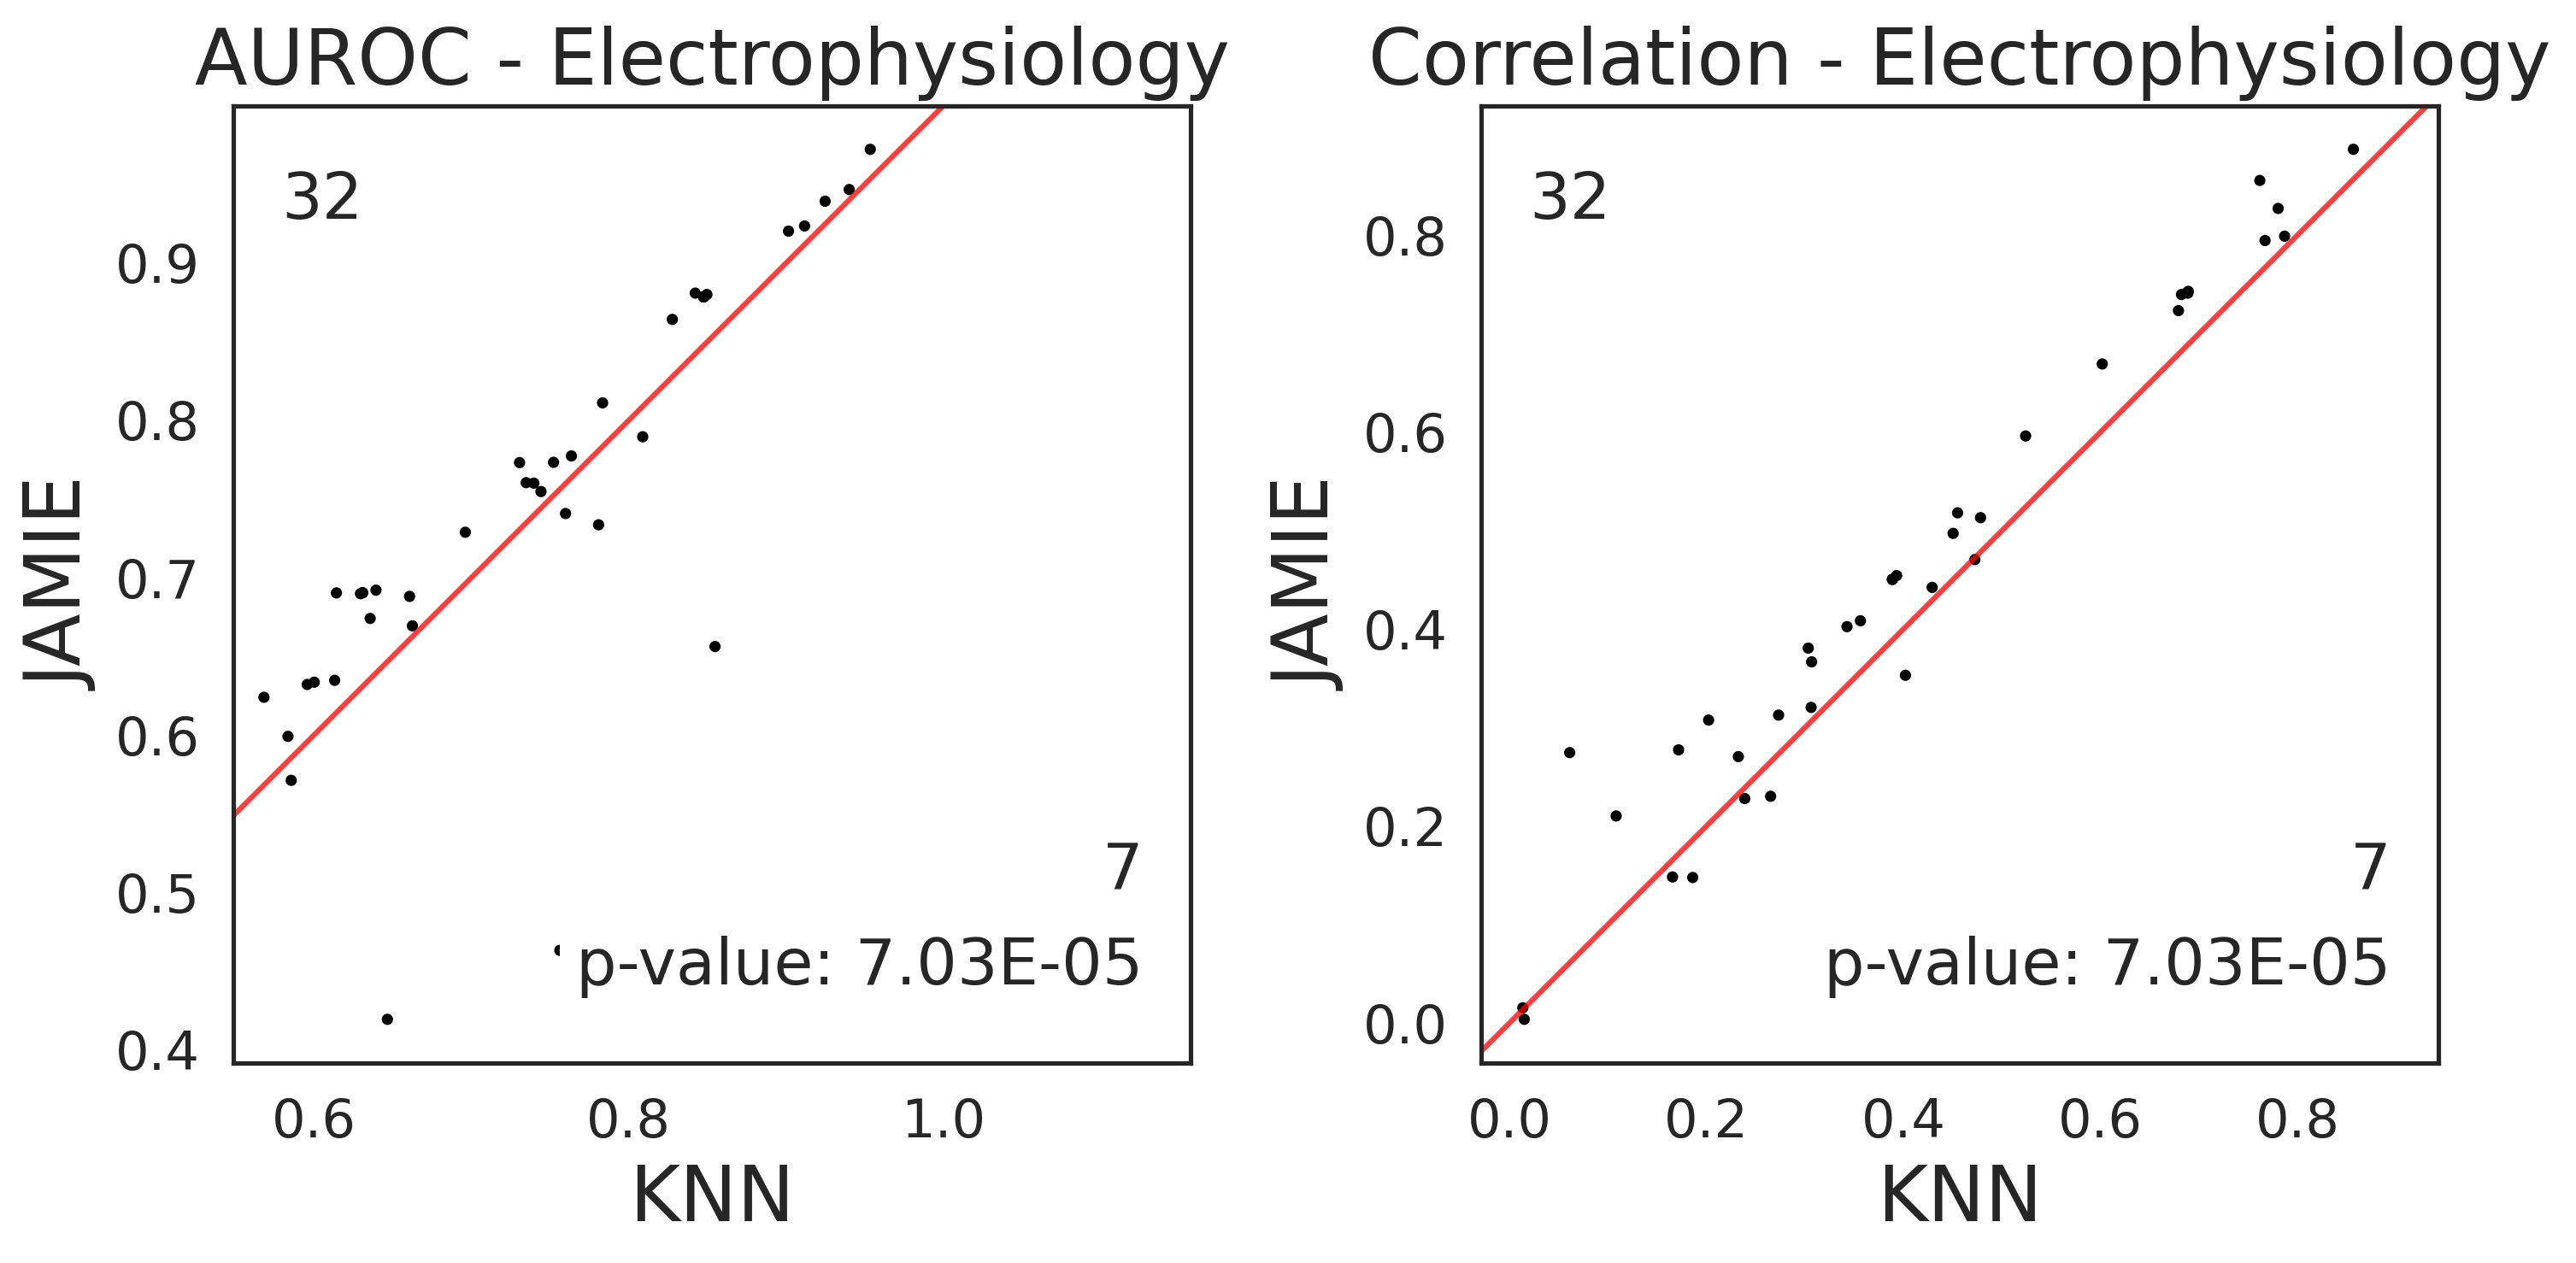 AUROC - Electrophysiology
32
0.9
0.8
0.7
0.6
0.5
0.4
JAMIE
7
p-value: 7.03E-05
0.6 0.8 1.0
KNN
Correlation - Electrophysiology
32
0.8
0.6
0.4
0.2
0.0
JAMIE
7
p-value: 7.03E-05
0.0 0.2 0.4 0.6 0.8
KNN